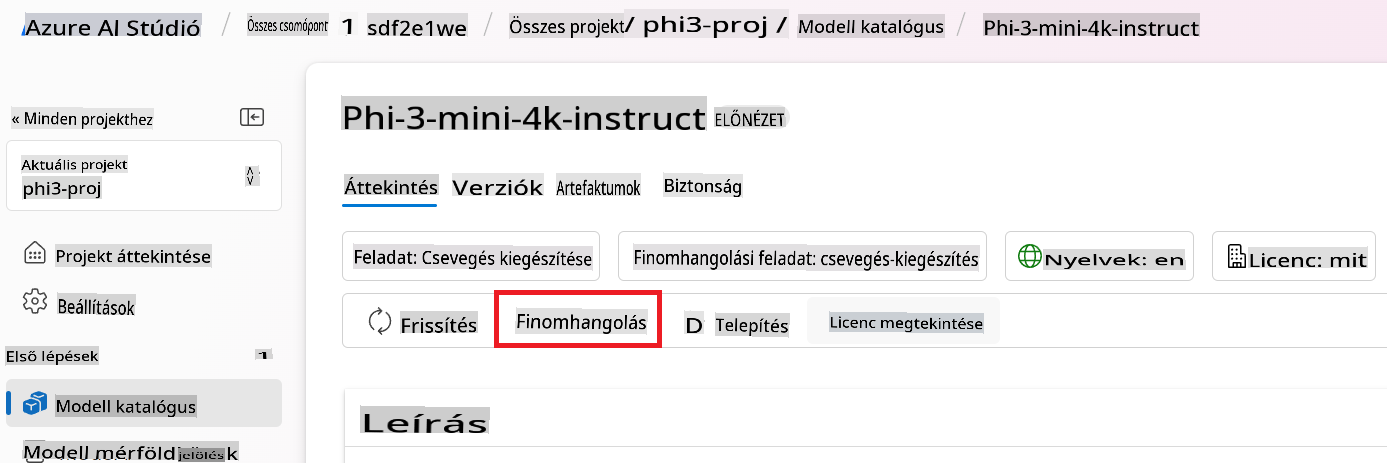 Azure AI Stúdió / Összes csomópont 1 sdf2e1we / Összes projekt / phi3-proj / Modell katalógus / Phi-3-mini-4k-instruct
« Minden projekthez
Aktuális projekt
phi3-proj
Projekt áttekintése
Beállítások
Első lépések
Modell katalógus
Modell mérföldjelölések
Phi-3-mini-4k-instruct ELŐNÉZET
Áttekintés Verziók Artefaktumok Biztonság
Feladat: Csevegés kiegészítése Finomhangolási feladat: csevegés-kiegészítés Nyelvek: en Licenc: mit
Frissítés Finomhangolás D Telepítés Licenc megtekintése
Leírás